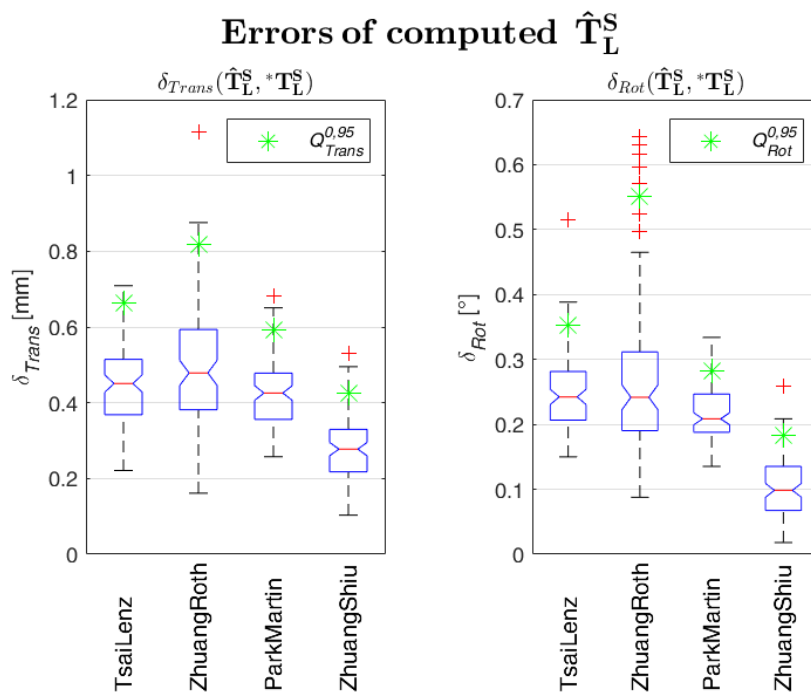 Errors of computed T̂_L^S
δ_Trans(T̂_L^S, *T_L^S)
1.2
1
0.8
0.6
0.4
0.2
0
δ_Trans [mm]
Q_Trans^0,95
TsaiLenz
ZhuangRoth
ParkMartin
ZhuangShiu
δ_Rot(T̂_L^S, *T_L^S)
0.7
0.6
0.5
0.4
0.3
0.2
0.1
0
δ_Rot [°]
Q_Rot^0,95
TsaiLenz
ZhuangRoth
ParkMartin
ZhuangShiu